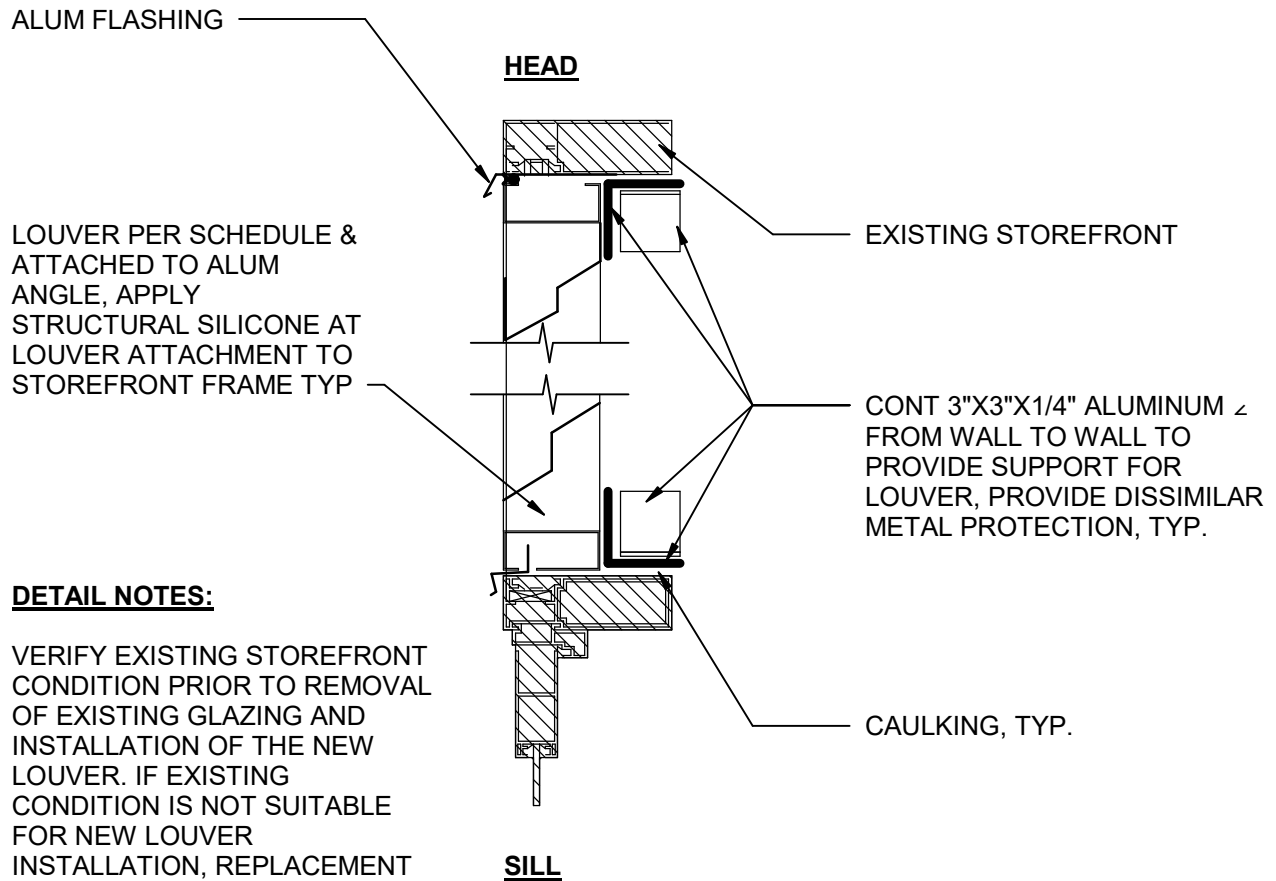 ALUM FLASHING
HEAD
LOUVER PER SCHEDULE &
ATTACHED TO ALUM
ANGLE, APPLY
STRUCTURAL SILICONE AT
LOUVER ATTACHMENT TO
STOREFRONT FRAME TYP
EXISTING STOREFRONT
CONT 3"X3"X1/4" ALUMINUM ∠
FROM WALL TO WALL TO
PROVIDE SUPPORT FOR
LOUVER, PROVIDE DISSIMILAR
METAL PROTECTION, TYP.
DETAIL NOTES:
VERIFY EXISTING STOREFRONT
CONDITION PRIOR TO REMOVAL
OF EXISTING GLAZING AND
INSTALLATION OF THE NEW
LOUVER. IF EXISTING
CONDITION IS NOT SUITABLE
FOR NEW LOUVER
INSTALLATION, REPLACEMENT
CAULKING, TYP.
SILL